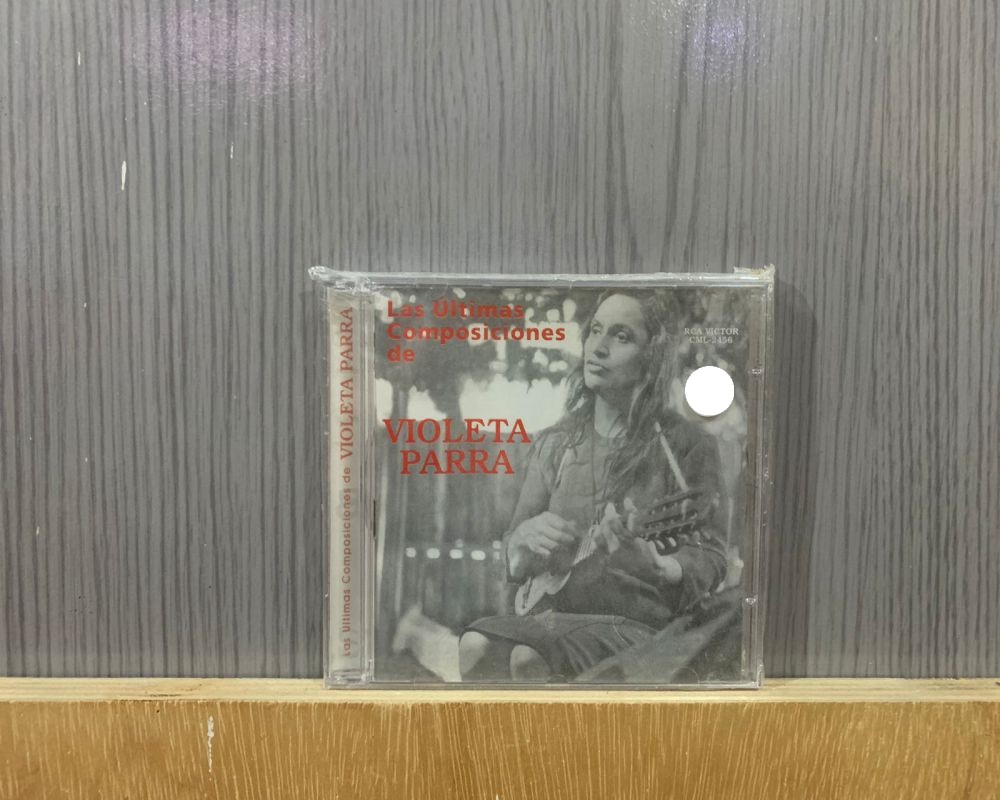 Las Últimas Composiciones de VIOLETA PARRA
Las Últimas
Composiciones
de
VIOLETA
PARRA
RCA VICTOR
CML-2456